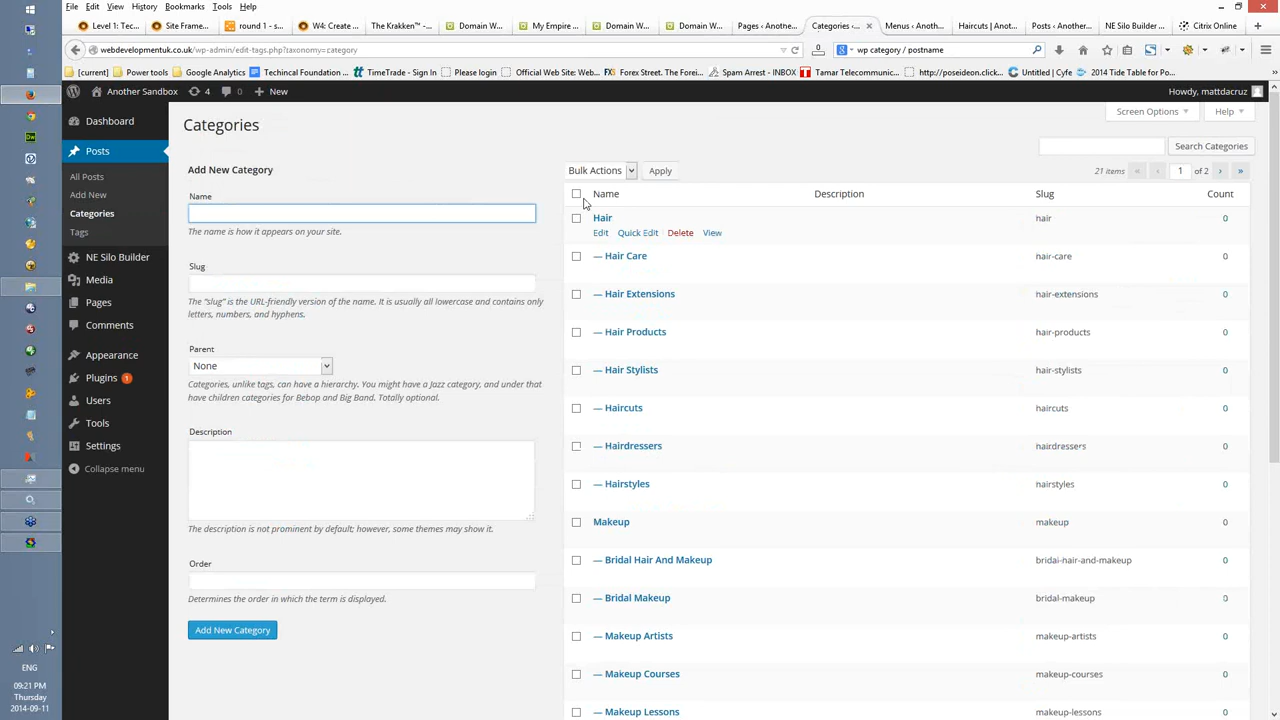 File Edit View History Bookmarks Tools Help
Level 1: Tec... Site Frame... round 1 - s... W4: Create ... The Krakken™ -... Domain W... My Empire ... Domain W... Domain W... Pages ‹ Anoth... Categories ‹ ... Menus ‹ Anoth... Haircuts | Anot... Posts ‹ Another... NE Silo Builder ... Citrix Online
webdevelopmentuk.co.uk/wp-admin/edit-tags.php?taxonomy=category wp category / postname
[current] Power tools Google Analytics Techincal Foundation ... TimeTrade - Sign In Please login Official Web Site: Web... Forex Street. The Forei... Spam Arrest - INBOX Tamar Telecommunic... http://poseidon.click... Untitled | Cyfe 2014 Tide Table for Po...
Another Sandbox 4 0 New Howdy, mattdacruz
Dashboard
Posts
All Posts
Add New
Categories
Tags
NE Silo Builder
Media
Pages
Comments
Appearance
Plugins 1
Users
Tools
Settings
Collapse menu
Screen Options Help
Categories
Search Categories
Add New Category
Name
The name is how it appears on your site.
Slug
The “slug” is the URL-friendly version of the name. It is usually all lowercase and contains only
letters, numbers, and hyphens.
Parent
None
Categories, unlike tags, can have a hierarchy. You might have a Jazz category, and under that
have children categories for Bebop and Big Band. Totally optional.
Description
The description is not prominent by default; however, some themes may show it.
Order
Determines the order in which the term is displayed.
Add New Category
Bulk Actions Apply 21 items « ‹ 1 of 2 › »
Name Description Slug Count
Hair hair 0
Edit Quick Edit Delete View
— Hair Care hair-care 0
— Hair Extensions hair-extensions 0
— Hair Products hair-products 0
— Hair Stylists hair-stylists 0
— Haircuts haircuts 0
— Hairdressers hairdressers 0
— Hairstyles hairstyles 0
Makeup makeup 0
— Bridal Hair And Makeup bridal-hair-and-makeup 0
— Bridal Makeup bridal-makeup 0
— Makeup Artists makeup-artists 0
— Makeup Courses makeup-courses 0
— Makeup Lessons makeup-lessons 0
ENG
09:21 PM
Thursday
2014-09-11